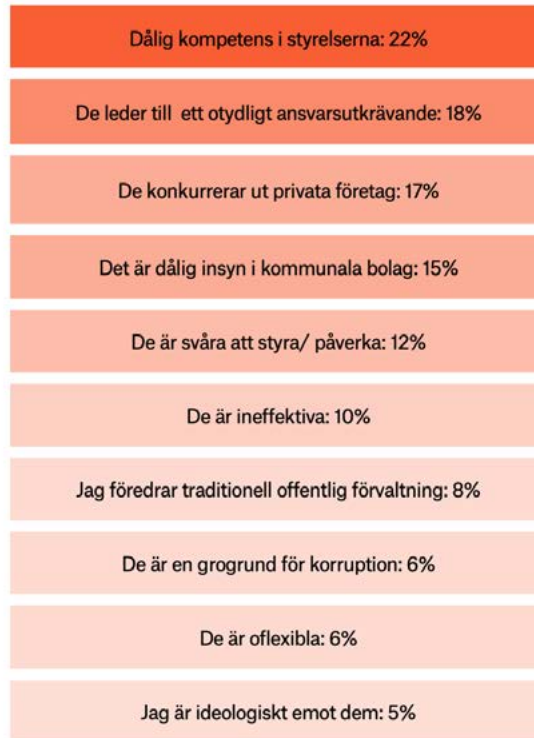 Dålig kompetens i styrelserna: 22%
De leder till ett otydligt ansvarsutkrävande: 18%
De konkurrerar ut privata företag: 17%
Det är dålig insyn i kommunala bolag: 15%
De är svåra att styra/ påverka: 12%
De är ineffektiva: 10%
Jag föredrar traditionell offentlig förvaltning: 8%
De är en grogrund för korruption: 6%
De är oflexibla: 6%
Jag är ideologiskt emot dem: 5%